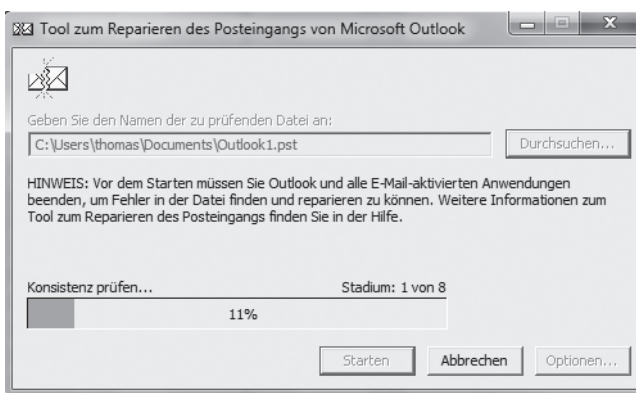 Tool zum Reparieren des Posteingangs von Microsoft Outlook
Geben Sie den Namen der zu prüfenden Datei an:
C:\Users\thomas\Documents\Outlook1.pst
Durchsuchen...
HINWEIS: Vor dem Starten müssen Sie Outlook und alle E-Mail-aktivierten Anwendungen
beenden, um Fehler in der Datei finden und reparieren zu können. Weitere Informationen zum
Tool zum Reparieren des Posteingangs finden Sie in der Hilfe.
Konsistenz prüfen... Stadium: 1 von 8
11%
Starten Abbrechen Optionen...